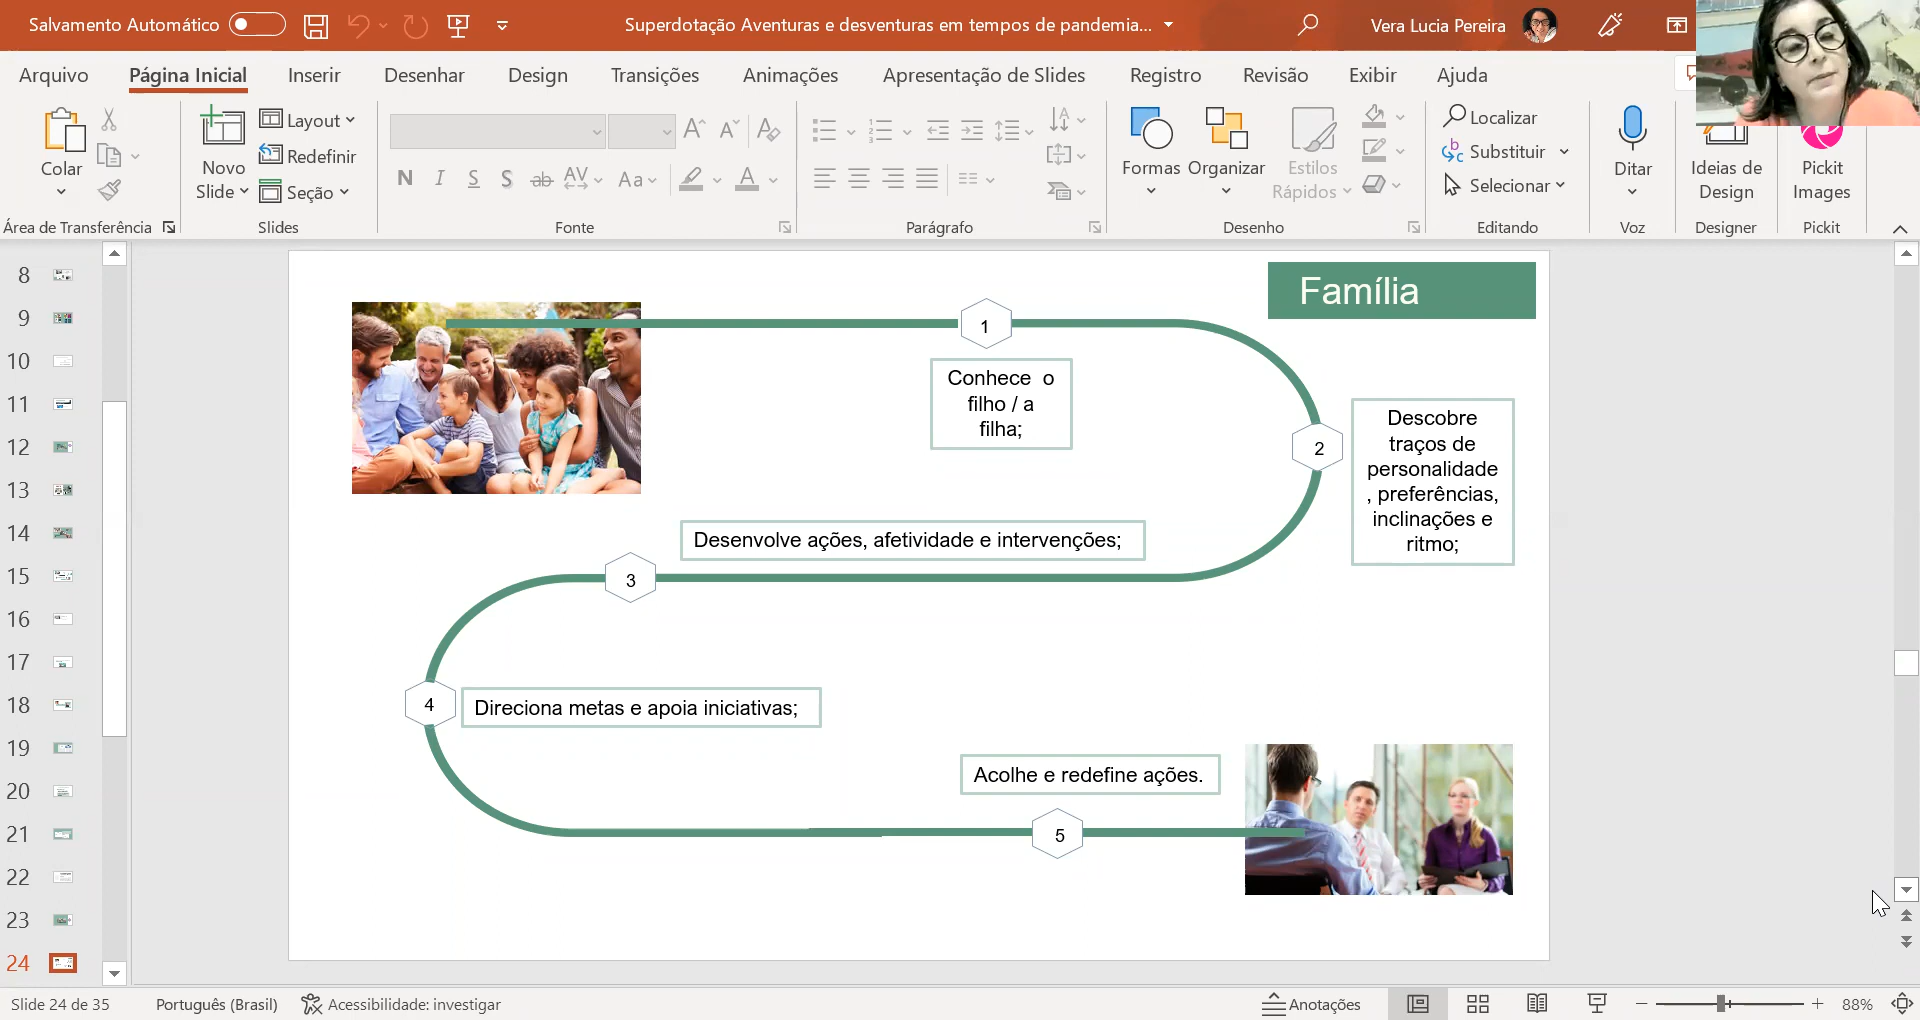 Salvamento Automático
Superdotação Aventuras e desventuras em tempos de pandemia...
Vera Lucia Pereira
Arquivo
Página Inicial
Inserir
Desenhar
Design
Transições
Animações
Apresentação de Slides
Registro
Revisão
Exibir
Ajuda
Colar
Novo
Slide
Layout
Redefinir
Seção
N I S S ab AV Aa A
Formas
Organizar
Estilos
Rápidos
Localizar
Substituir
Selecionar
Ditar
Ideias de
Design
Pickit
Images
Área de Transferência
Slides
Fonte
Parágrafo
Desenho
Editando
Voz
Designer
Pickit
8
9
10
11
12
13
14
15
16
17
18
19
20
21
22
23
24
Família
1
Conhece o
filho / a
filha;
2
Descobre
traços de
personalidade
, preferências,
inclinações e
ritmo;
Desenvolve ações, afetividade e intervenções;
3
4
Direciona metas e apoia iniciativas;
Acolhe e redefine ações.
5
Slide 24 de 35
Português (Brasil)
Acessibilidade: investigar
Anotações
88%